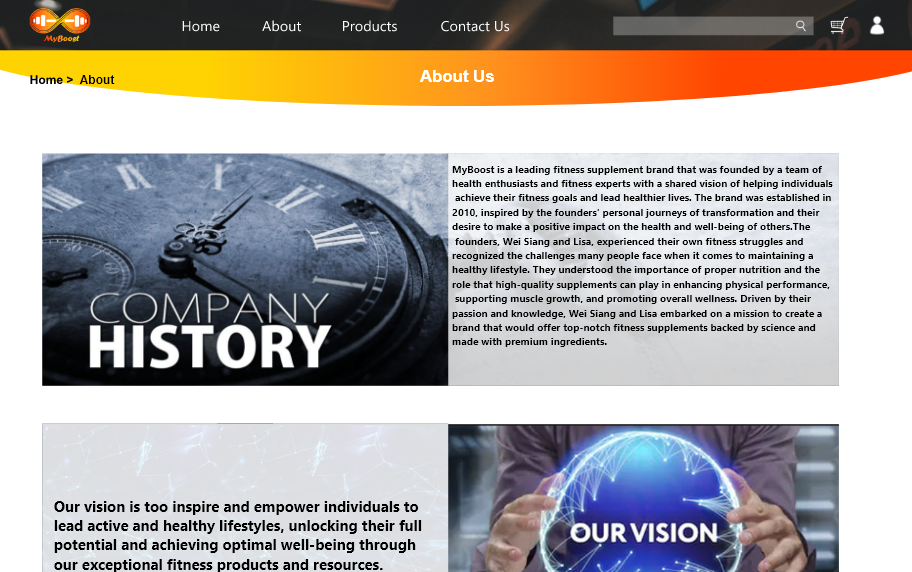 Home About Products Contact Us
MyBoost
Home > About
About Us
MyBoost is a leading fitness supplement brand that was founded by a team of
health enthusiasts and fitness experts with a shared vision of helping individuals
achieve their fitness goals and lead healthier lives. The brand was established in
2010, inspired by the founders' personal journeys of transformation and their
desire to make a positive impact on the health and well-being of others.The
founders, Wei Siang and Lisa, experienced their own fitness struggles and
recognized the challenges many people face when it comes to maintaining a
healthy lifestyle. They understood the importance of proper nutrition and the
role that high-quality supplements can play in enhancing physical performance,
supporting muscle growth, and promoting overall wellness. Driven by their
passion and knowledge, Wei Siang and Lisa embarked on a mission to create a
brand that would offer top-notch fitness supplements backed by science and
made with premium ingredients.
COMPANY
HISTORY
Our vision is too inspire and empower individuals to
lead active and healthy lifestyles, unlocking their full
potential and achieving optimal well-being through
our exceptional fitness products and resources.
OUR VISION